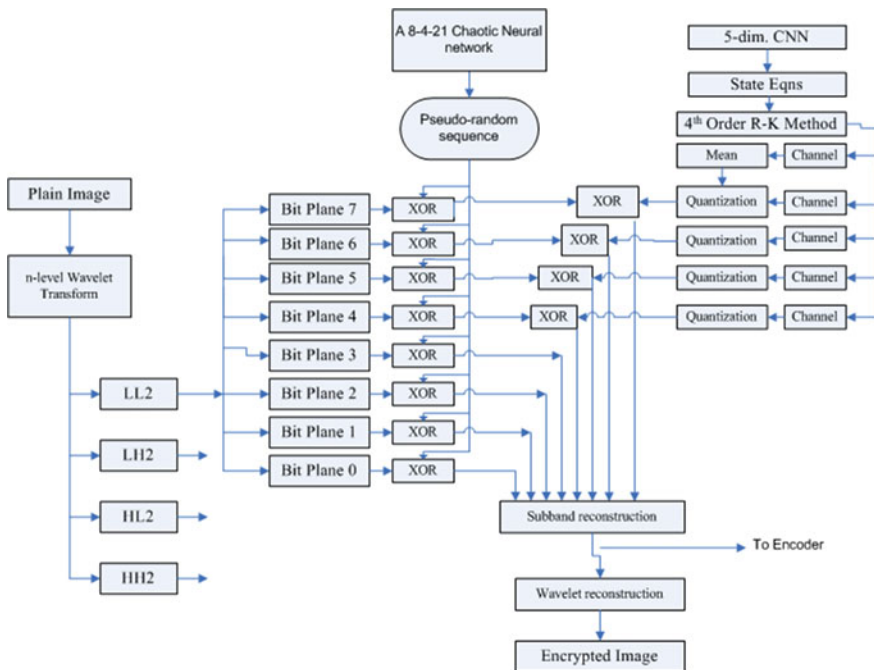 A 8-4-21 Chaotic Neural
network
5-dim. CNN
State Eqns
4th Order R-K Method
Pseudo-random
sequence
Mean
Channel
Plain Image
Bit Plane 7
XOR
XOR
Quantization
Channel
Bit Plane 6
XOR
XOR
Quantization
Channel
n-level Wavelet
Transform
Bit Plane 5
XOR
XOR
Quantization
Channel
Bit Plane 4
XOR
XOR
Quantization
Channel
Bit Plane 3
XOR
LL2
Bit Plane 2
XOR
Bit Plane 1
XOR
LH2
Bit Plane 0
XOR
HL2
Subband reconstruction
To Encoder
HH2
Wavelet reconstruction
Encrypted Image